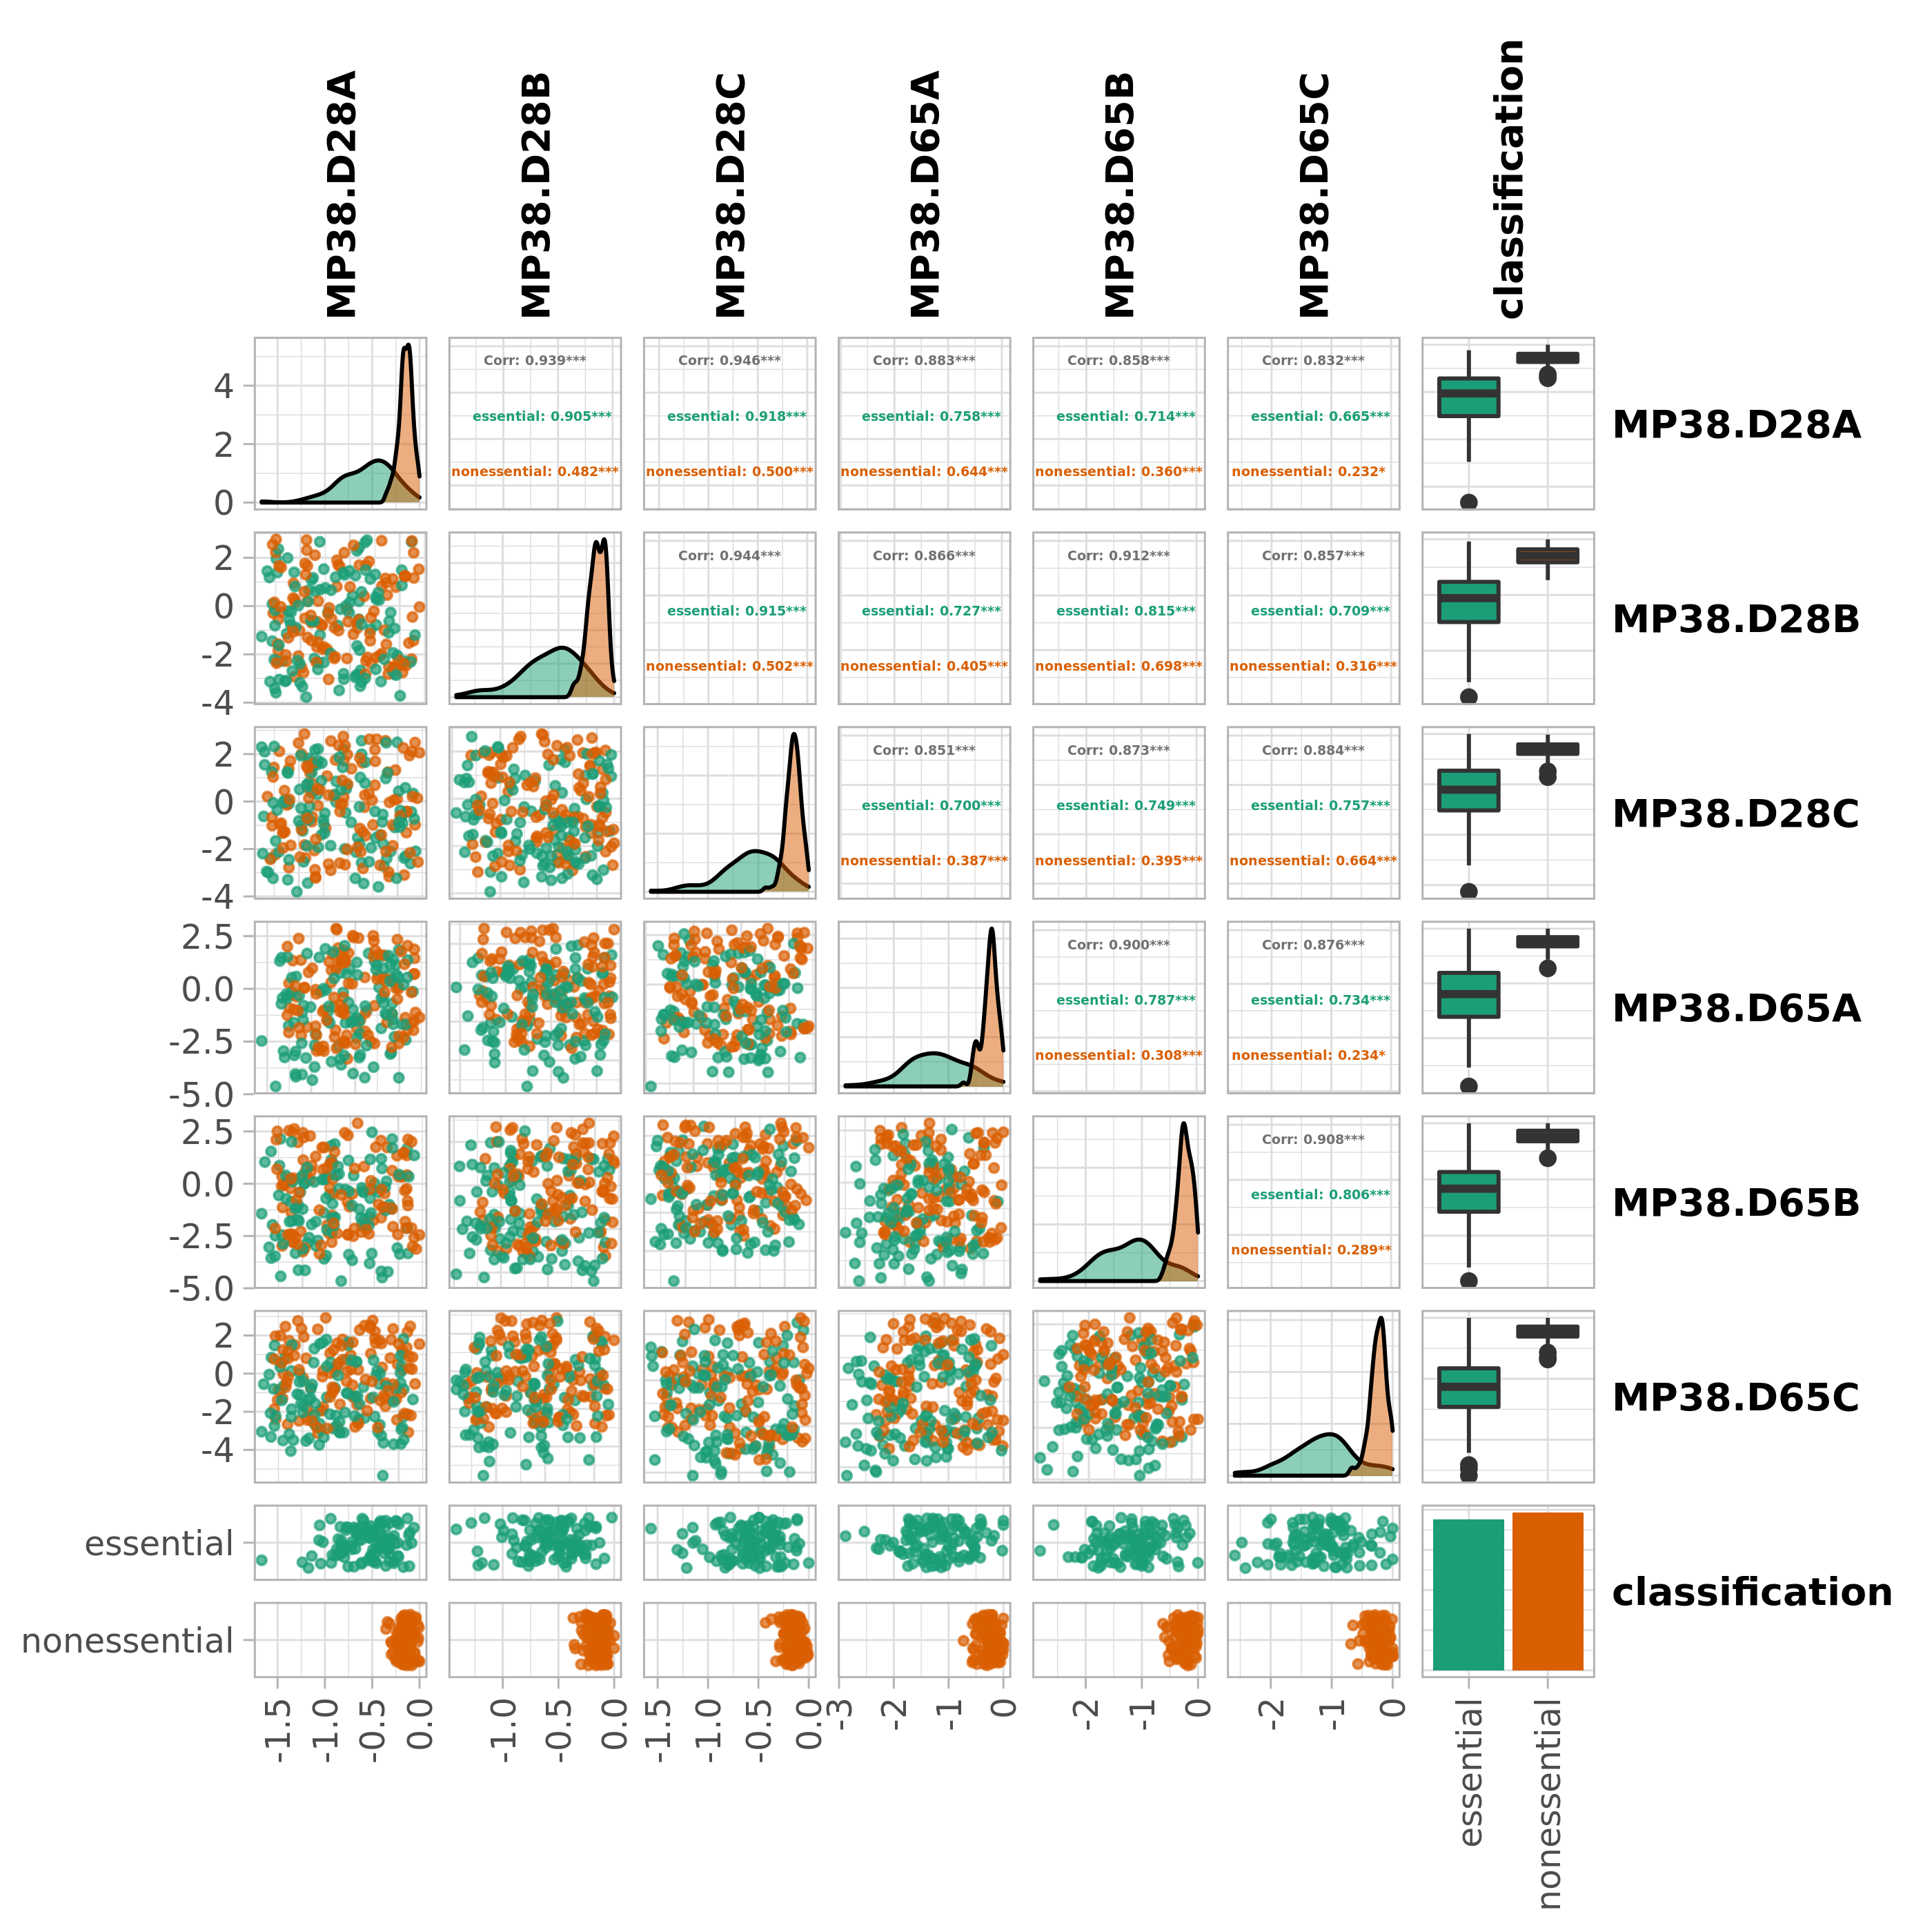 MP38.D28A
MP38.D28B
MP38.D28C
MP38.D65A
MP38.D65B
MP38.D65C
classification
4
2
0
Corr: 0.939***
essential: 0.905***
nonessential: 0.482***
Corr: 0.946***
essential: 0.918***
nonessential: 0.500***
Corr: 0.883***
essential: 0.758***
nonessential: 0.644***
Corr: 0.858***
essential: 0.714***
nonessential: 0.360***
Corr: 0.832***
essential: 0.665***
nonessential: 0.232*
MP38.D28A
2
0
-2
-4
Corr: 0.944***
essential: 0.915***
nonessential: 0.502***
Corr: 0.866***
essential: 0.727***
nonessential: 0.405***
Corr: 0.912***
essential: 0.815***
nonessential: 0.698***
Corr: 0.857***
essential: 0.709***
nonessential: 0.316***
MP38.D28B
2
0
-2
-4
Corr: 0.851***
essential: 0.700***
nonessential: 0.387***
Corr: 0.873***
essential: 0.749***
nonessential: 0.395***
Corr: 0.884***
essential: 0.757***
nonessential: 0.664***
MP38.D28C
2.5
0.0
-2.5
-5.0
Corr: 0.900***
essential: 0.787***
nonessential: 0.308***
Corr: 0.876***
essential: 0.734***
nonessential: 0.234*
MP38.D65A
2.5
0.0
-2.5
-5.0
Corr: 0.908***
essential: 0.806***
nonessential: 0.289**
MP38.D65B
2
0
-2
-4
MP38.D65C
essential
nonessential
classification
-1.5
-1.0
-0.5
0.0
-1.0
-0.5
0.0
-1.5
-1.0
-0.5
0.0
-3
-2
-1
0
-2
-1
0
-2
-1
0
essential
nonessential